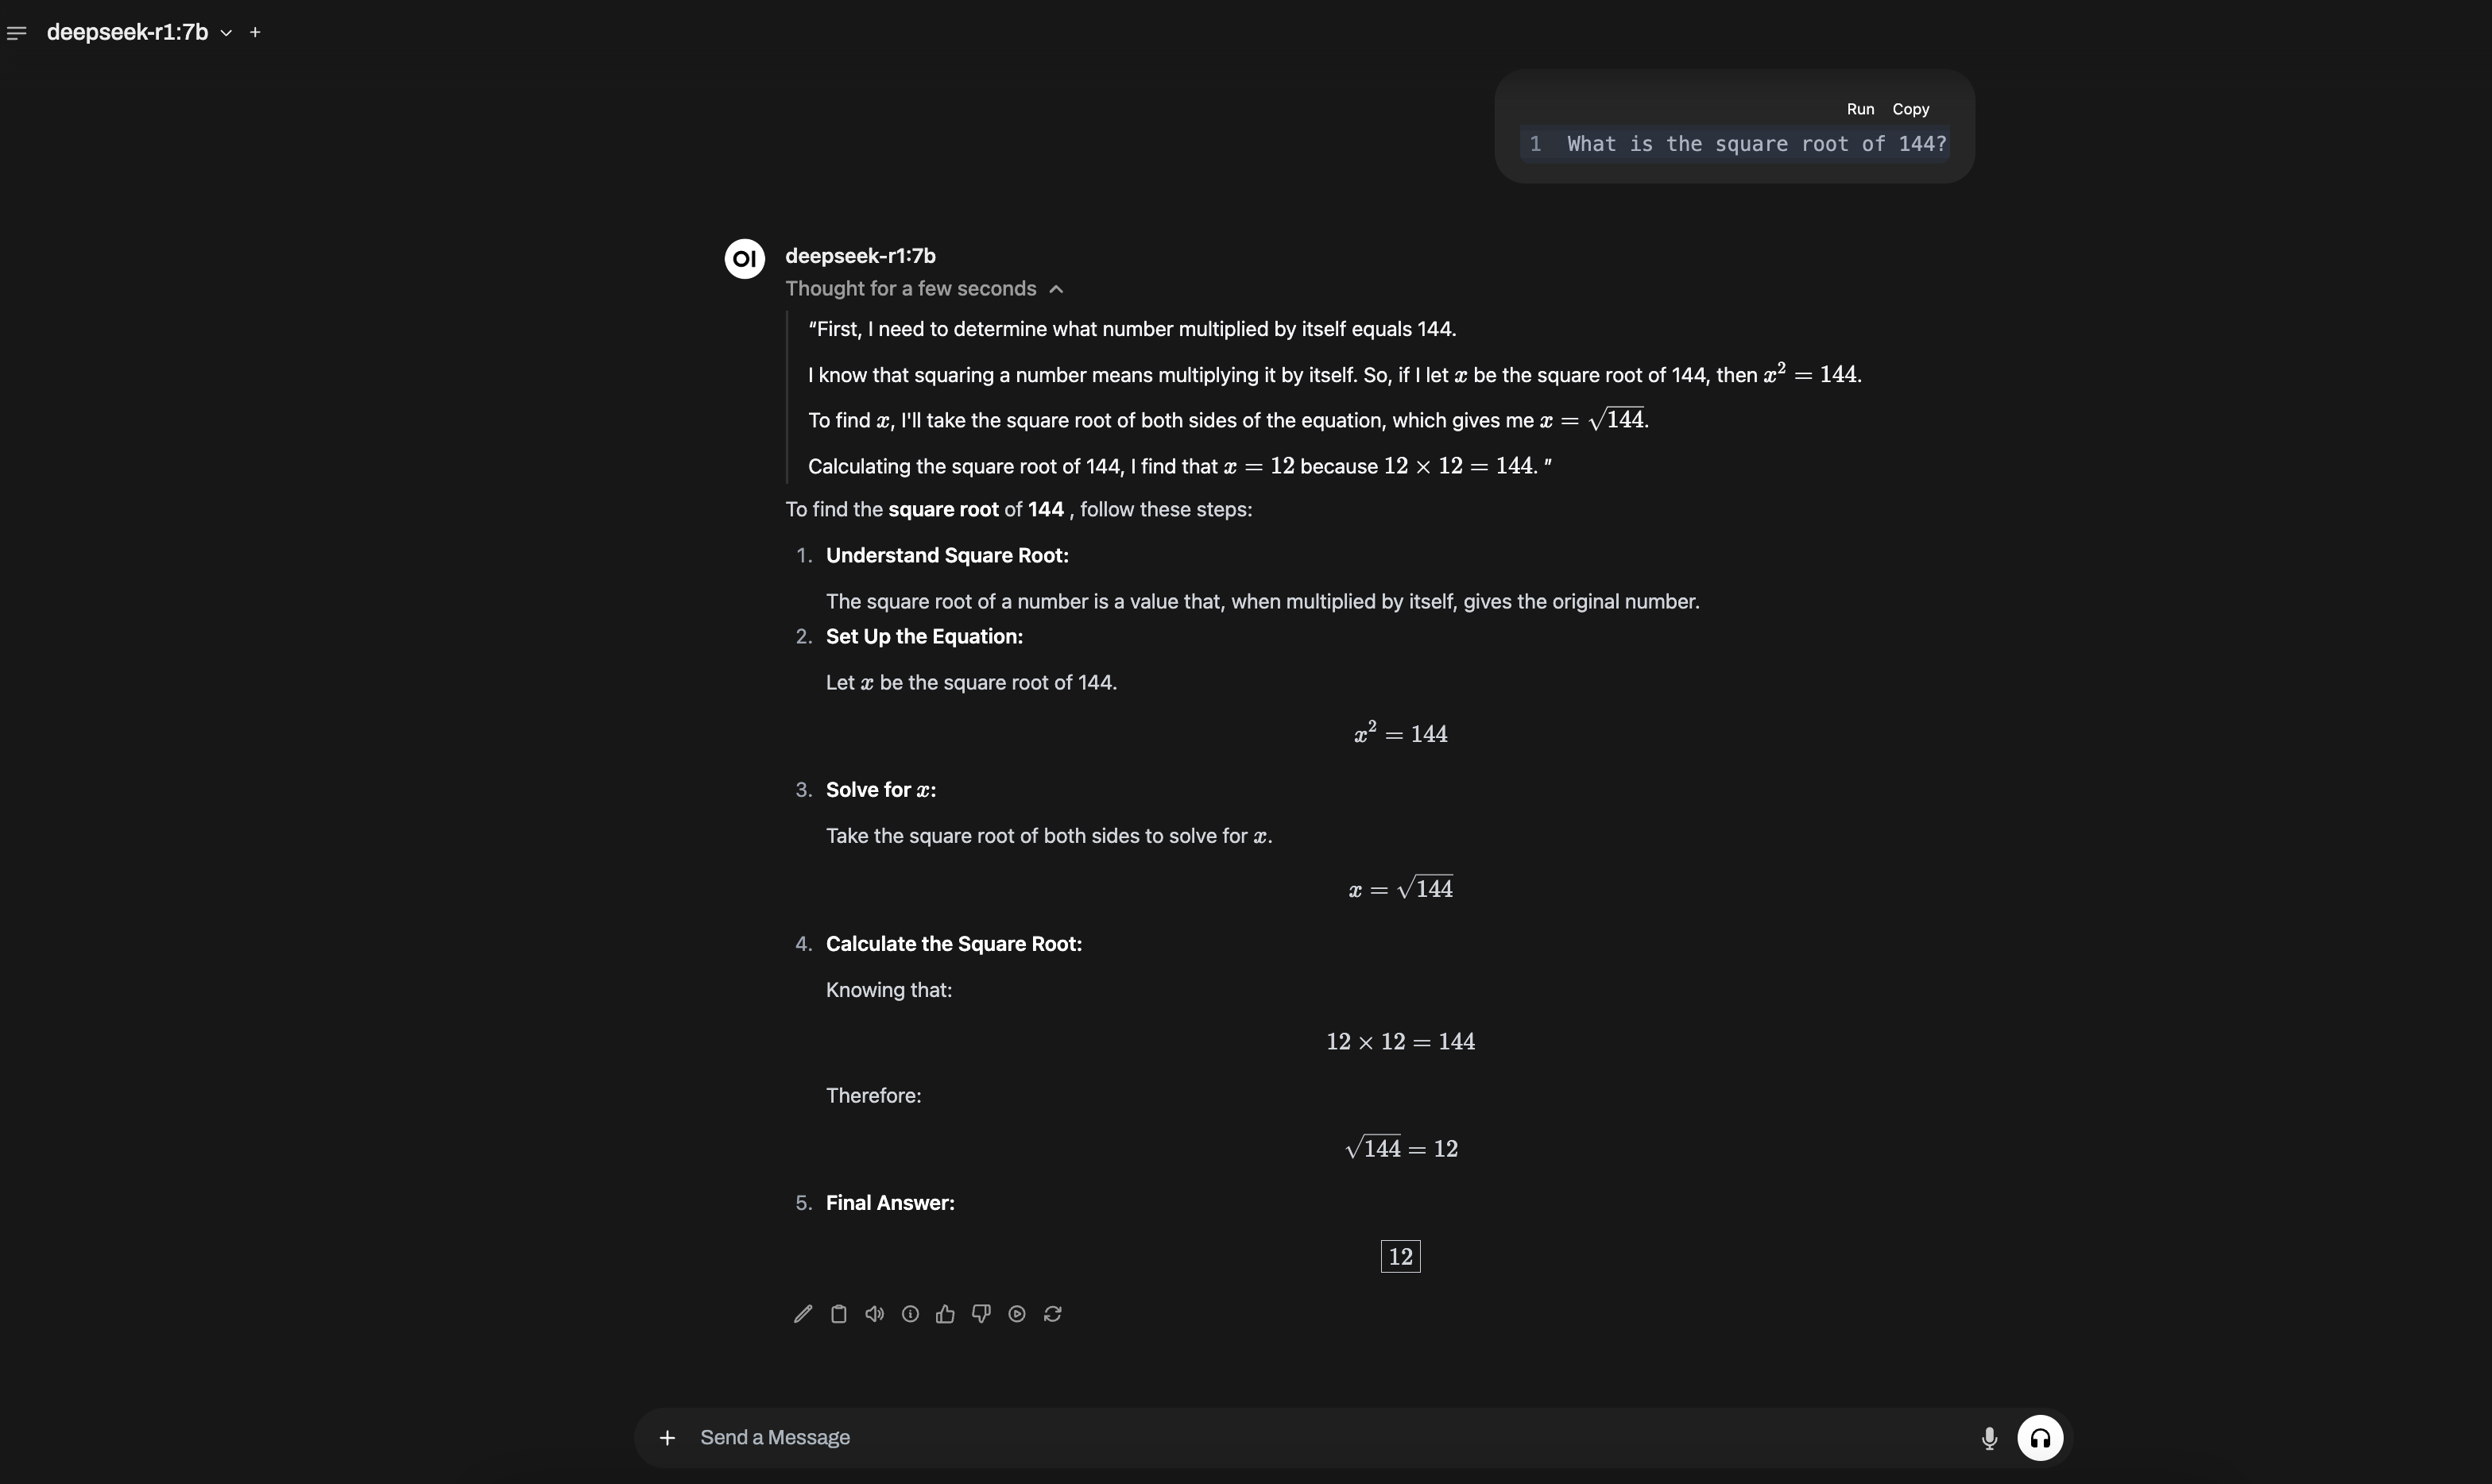 deepseek-r1:7b
Run Copy
1 What is the square root of 144?
OI
deepseek-r1:7b
Thought for a few seconds
“First, I need to determine what number multiplied by itself equals 144.
I know that squaring a number means multiplying it by itself. So, if I let x be the square root of 144, then x² = 144.
To find x, I'll take the square root of both sides of the equation, which gives me x = √144.
Calculating the square root of 144, I find that x = 12 because 12 × 12 = 144. ”
To find the square root of 144 , follow these steps:
1. Understand Square Root:
The square root of a number is a value that, when multiplied by itself, gives the original number.
2. Set Up the Equation:
Let x be the square root of 144.
x² = 144
3. Solve for x:
Take the square root of both sides to solve for x.
x = √144
4. Calculate the Square Root:
Knowing that:
12 × 12 = 144
Therefore:
√144 = 12
5. Final Answer:
12
Send a Message